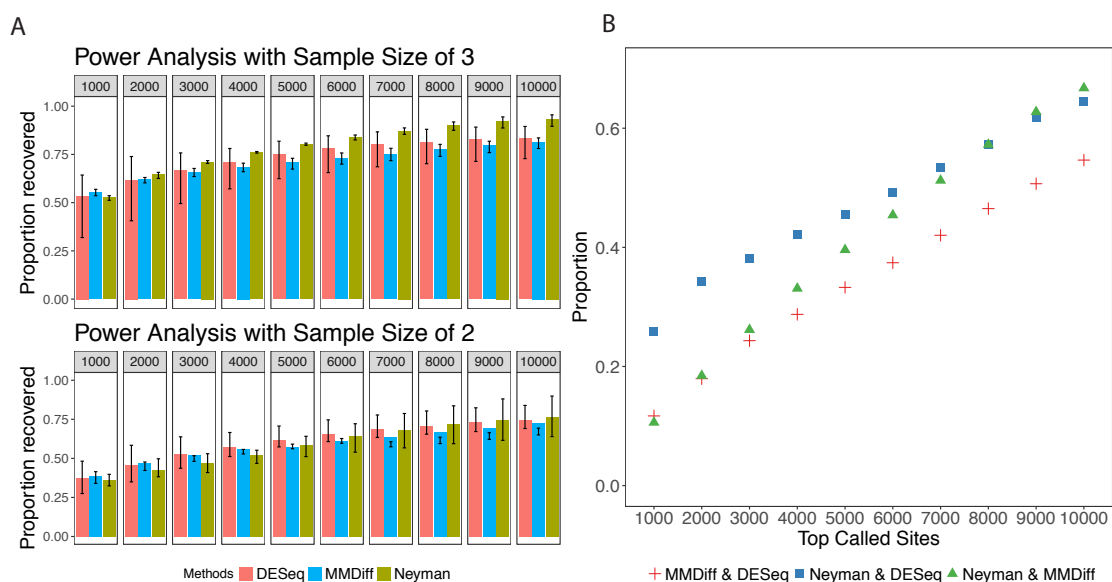 A
Power Analysis with Sample Size of 3
1000 2000 3000 4000 5000 6000 7000 8000 9000 10000
Proportion recovered
1.00
0.75
0.50
0.25
0.00
Power Analysis with Sample Size of 2
1000 2000 3000 4000 5000 6000 7000 8000 9000 10000
Proportion recovered
1.00
0.75
0.50
0.25
0.00
Methods DESeq MMDiff Neyman
B
Proportion
0.6
0.4
0.2
0.0
1000 2000 3000 4000 5000 6000 7000 8000 9000 10000
Top Called Sites
MMDiff & DESeq Neyman & DESeq Neyman & MMDiff